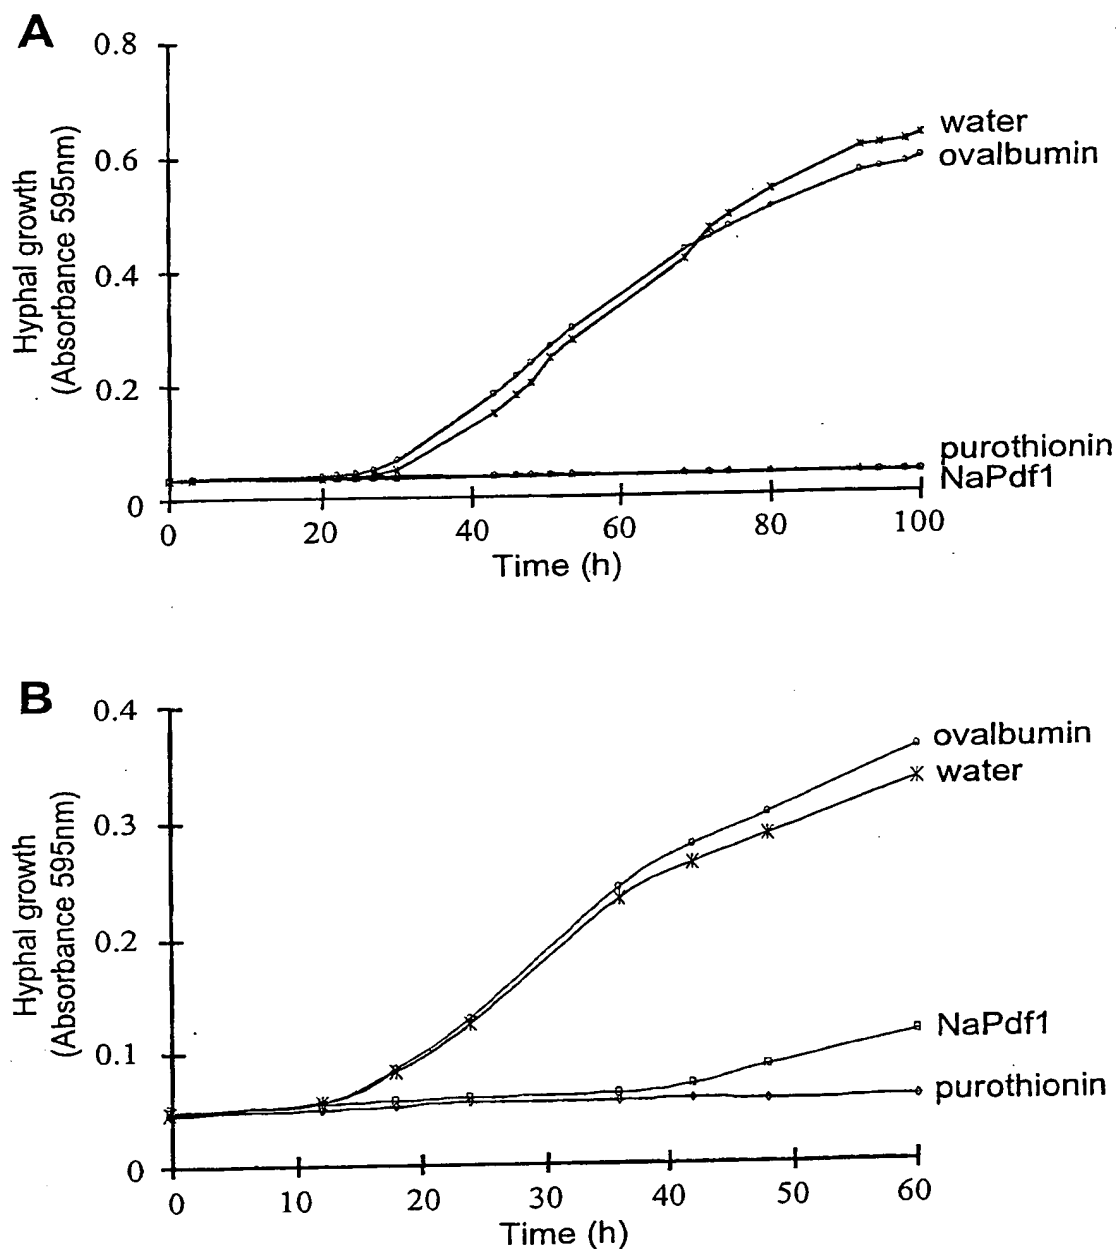 A
0.8
0.6
0.4
0.2
0
Hyphal growth
(Absorbance 595nm)
water
ovalbumin
purothionin
NaPdf1
0 20 40 60 80 100
Time (h)
B
0.4
0.3
0.2
0.1
0
Hyphal growth
(Absorbance 595nm)
ovalbumin
water
NaPdf1
purothionin
0 10 20 30 40 50 60
Time (h)